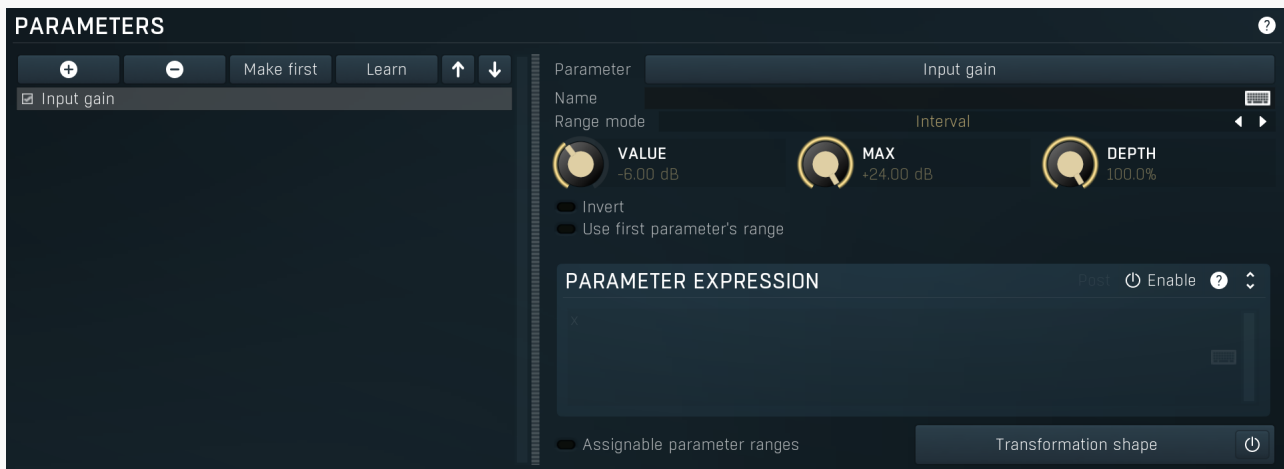 PARAMETERS ?
Make first Learn
Input gain
Parameter Input gain
Name
Range mode Interval
VALUE MAX DEPTH
-6.00 dB +24.00 dB 100.0%
Invert
Use first parameter's range
PARAMETER EXPRESSION Post Enable ?
x
Assignable parameter ranges Transformation shape